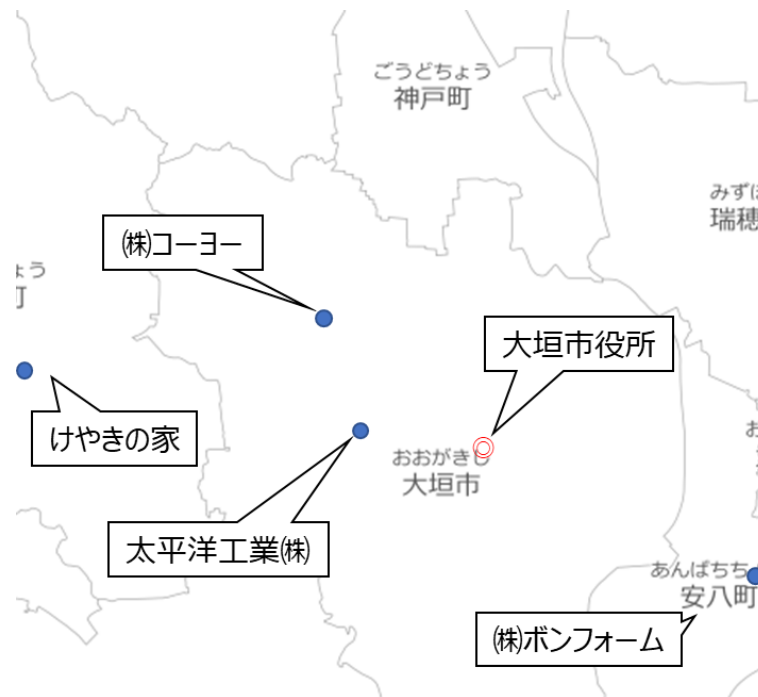 ごうどちょう
神戸町
みずほ
瑞穂
㈱コーヨー
ょう
町
大垣市役所
けやきの家
おおがきし
大垣市
太平洋工業㈱
あんぱちちょ
安八町
㈱ボンフォーム